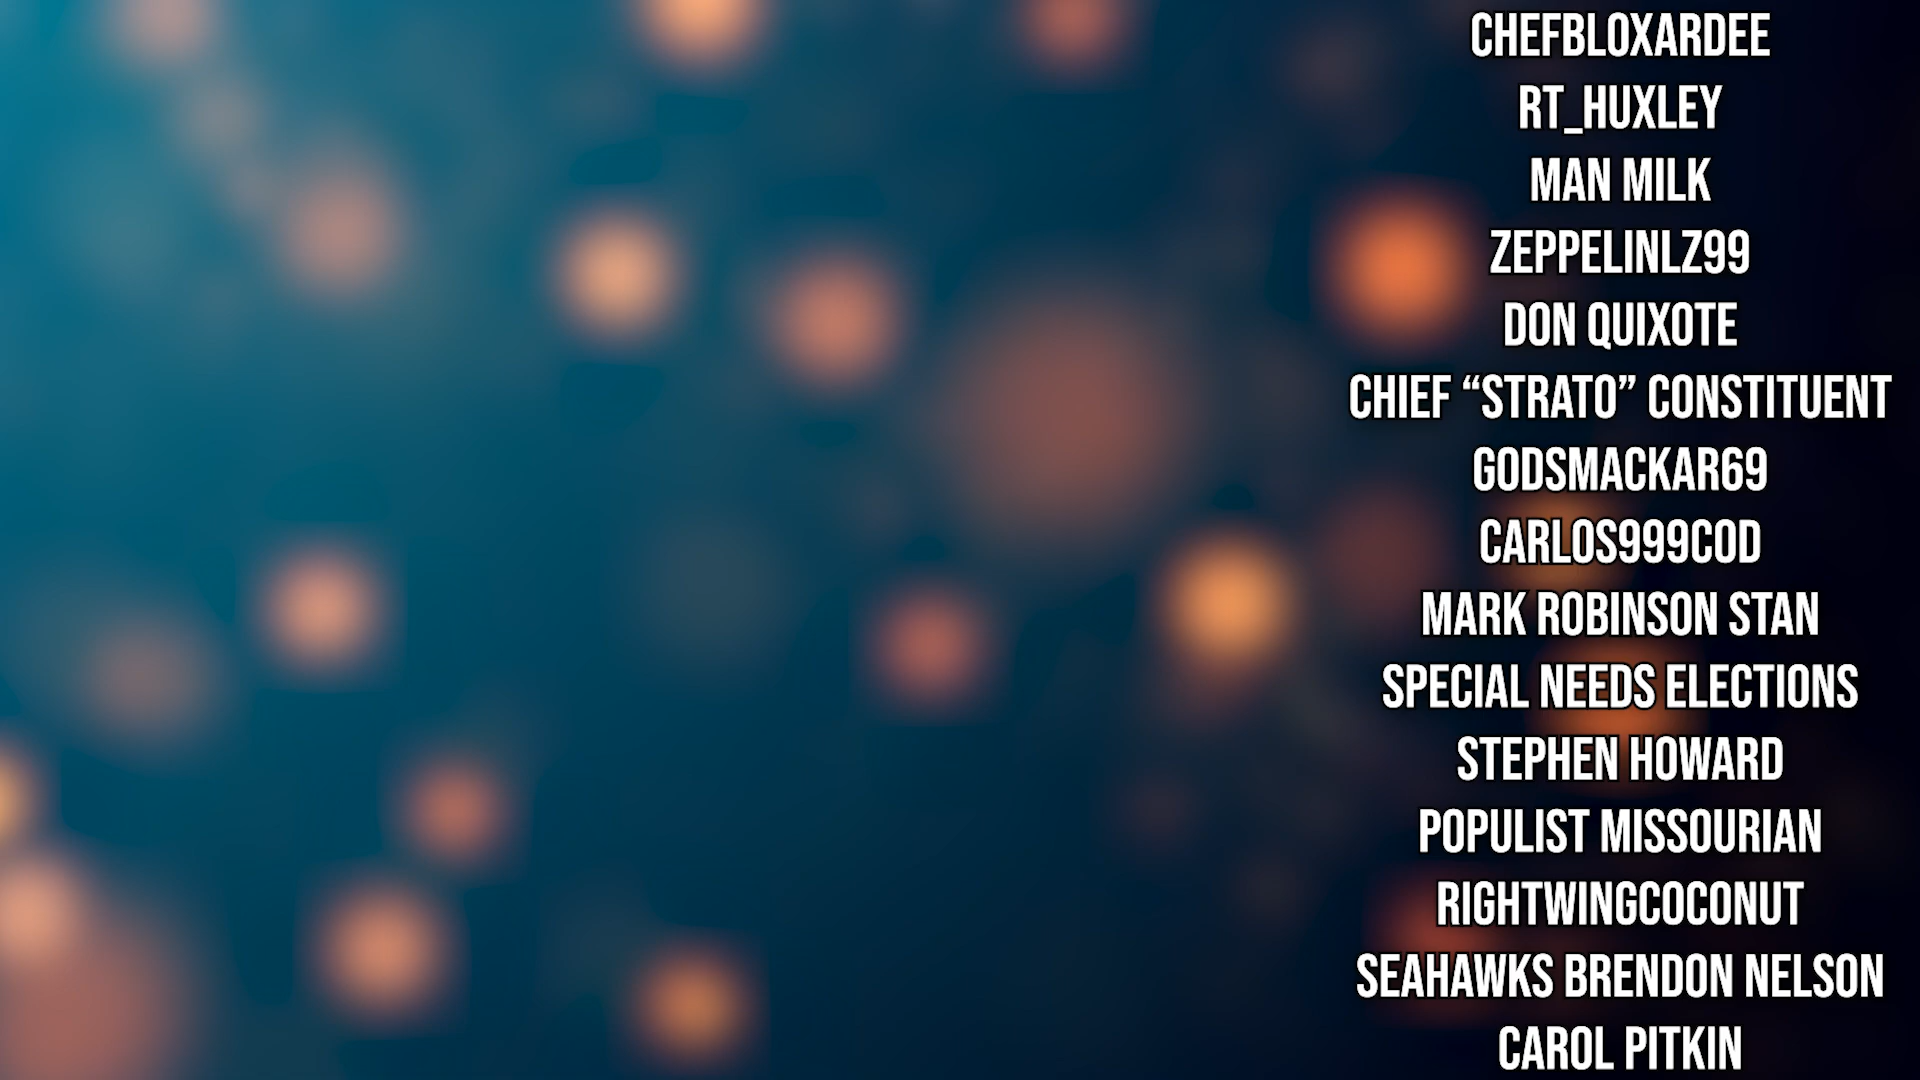 CHEFBLOXARDEE
RT_HUXLEY
MAN MILK
ZEPPELINLZ99
DON QUIXOTE
CHIEF “STRATO” CONSTITUENT
GODSMACKAR69
CARLOS999COD
MARK ROBINSON STAN
SPECIAL NEEDS ELECTIONS
STEPHEN HOWARD
POPULIST MISSOURIAN
RIGHTWINGCOCONUT
SEAHAWKS BRENDON NELSON
CAROL PITKIN